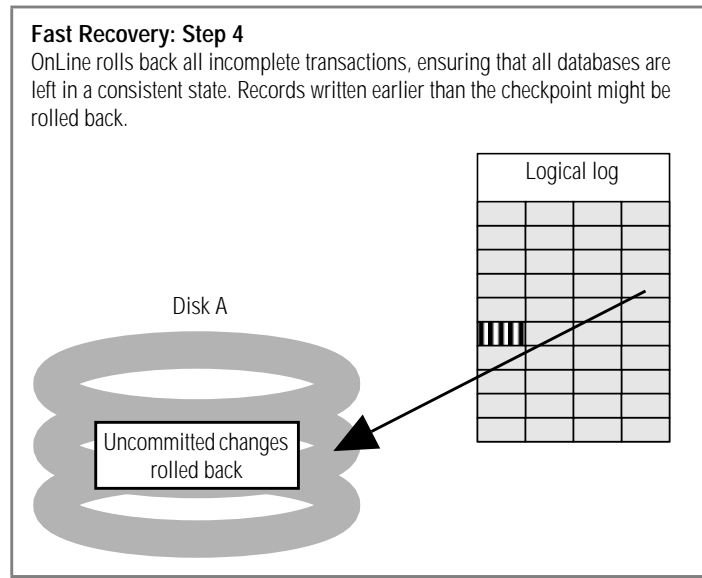 Fast Recovery: Step 4
OnLine rolls back all incomplete transactions, ensuring that all databases are
left in a consistent state. Records written earlier than the checkpoint might be
rolled back.
Logical log
Disk A
Uncommitted changes
rolled back